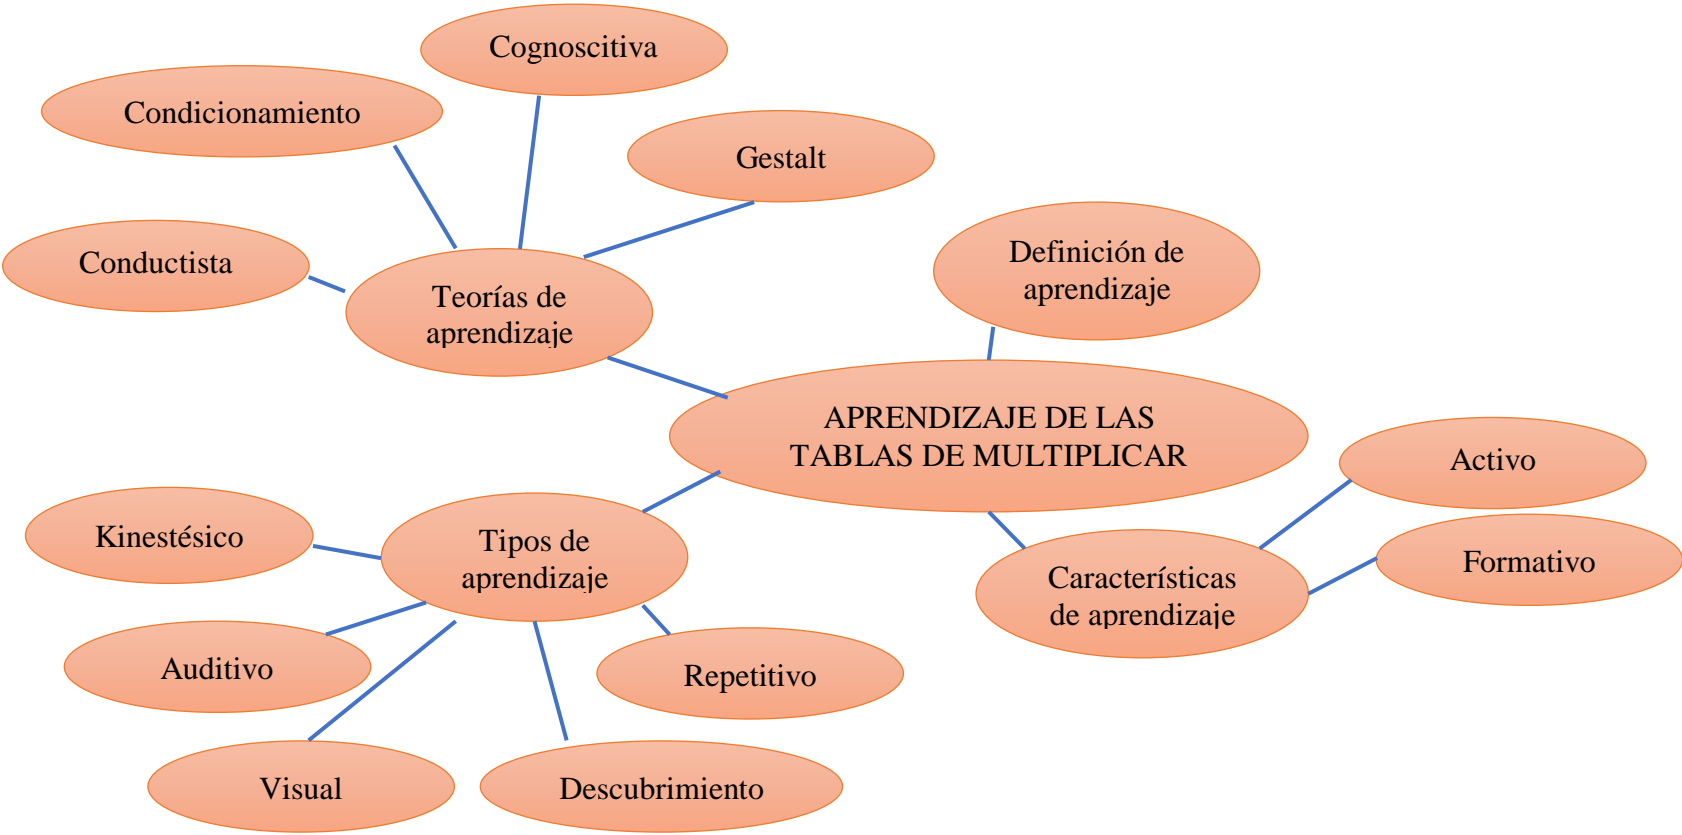 Cognoscitiva
Condicionamiento
Gestalt
Conductista
Teorías de
aprendizaje
Definición de
aprendizaje
APRENDIZAJE DE LAS
TABLAS DE MULTIPLICAR
Activo
Formativo
Características
de aprendizaje
Tipos de
aprendizaje
Kinestésico
Auditivo
Visual
Descubrimiento
Repetitivo